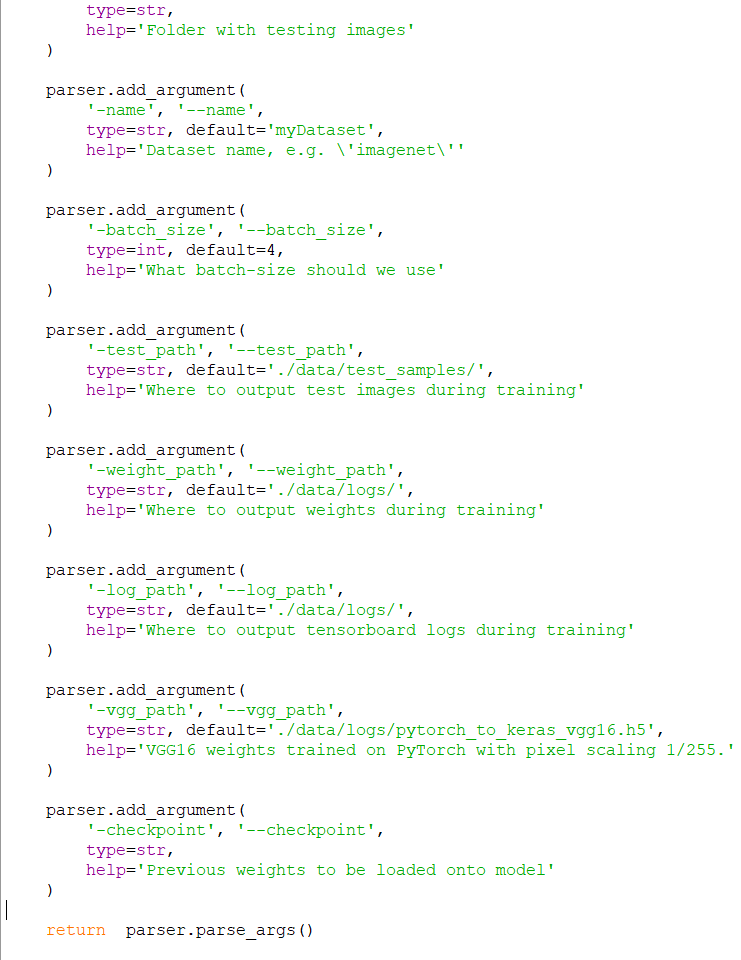 type=str,
        help='Folder with testing images'
    )

    parser.add_argument(
        '-name', '--name',
        type=str, default='myDataset',
        help='Dataset name, e.g. \'imagenet\''
    )

    parser.add_argument(
        '-batch_size', '--batch_size',
        type=int, default=4,
        help='What batch-size should we use'
    )

    parser.add_argument(
        '-test_path', '--test_path',
        type=str, default='./data/test_samples/',
        help='Where to output test images during training'
    )

    parser.add_argument(
        '-weight_path', '--weight_path',
        type=str, default='./data/logs/',
        help='Where to output weights during training'
    )

    parser.add_argument(
        '-log_path', '--log_path',
        type=str, default='./data/logs/',
        help='Where to output tensorboard logs during training'
    )

    parser.add_argument(
        '-vgg_path', '--vgg_path',
        type=str, default='./data/logs/pytorch_to_keras_vgg16.h5',
        help='VGG16 weights trained on PyTorch with pixel scaling 1/255.'
    )

    parser.add_argument(
        '-checkpoint', '--checkpoint',
        type=str,
        help='Previous weights to be loaded onto model'
    )

    return  parser.parse_args()